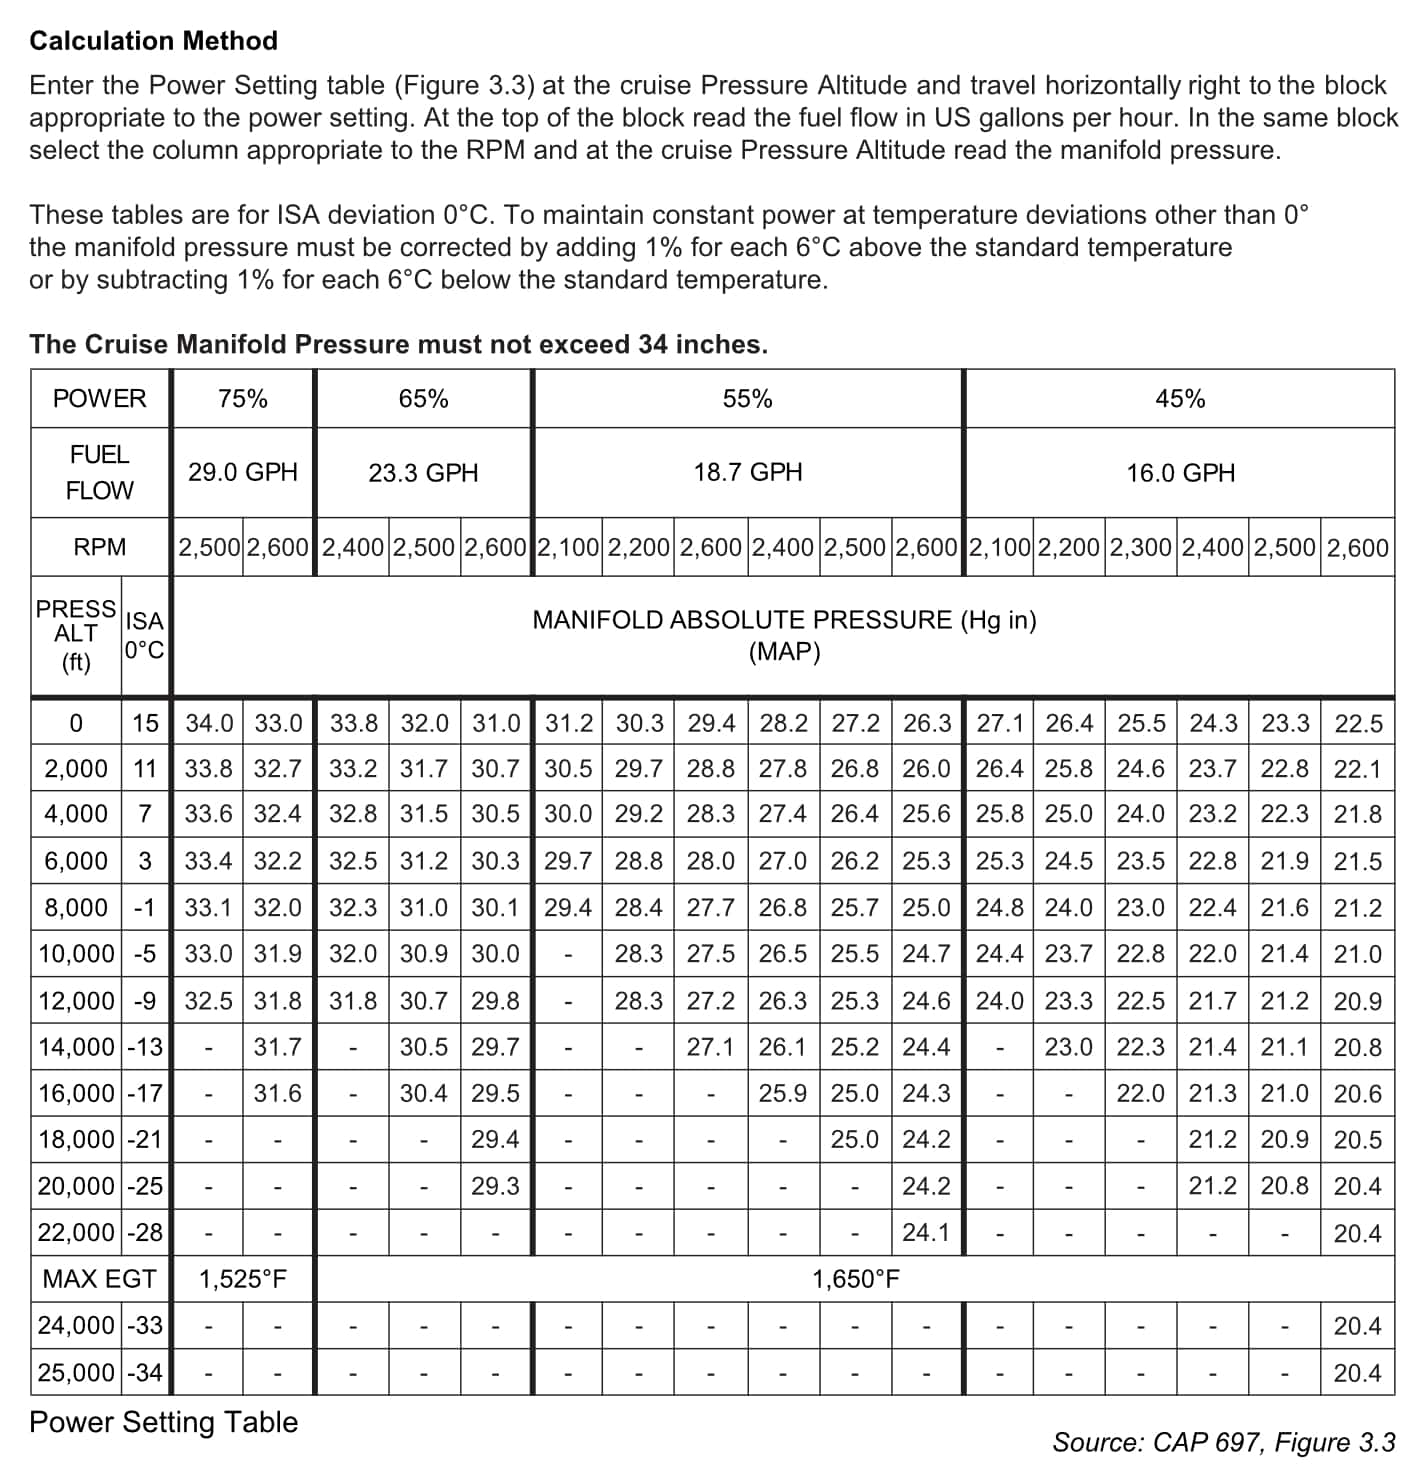 Calculation Method
Enter the Power Setting table (Figure 3.3) at the cruise Pressure Altitude and travel horizontally right to the block
appropriate to the power setting. At the top of the block read the fuel flow in US gallons per hour. In the same block
select the column appropriate to the RPM and at the cruise Pressure Altitude read the manifold pressure.
These tables are for ISA deviation 0°C. To maintain constant power at temperature deviations other than 0°
the manifold pressure must be corrected by adding 1% for each 6°C above the standard temperature
or by subtracting 1% for each 6°C below the standard temperature.
The Cruise Manifold Pressure must not exceed 34 inches.
POWER 75% 65% 55% 45%
FUEL
FLOW 29.0 GPH 23.3 GPH 18.7 GPH 16.0 GPH
RPM 2,500 2,600 2,400 2,500 2,600 2,100 2,200 2,600 2,400 2,500 2,600 2,100 2,200 2,300 2,400 2,500 2,600
PRESS
ALT
(ft)
ISA
0°C
MANIFOLD ABSOLUTE PRESSURE (Hg in)
(MAP)
0 15 34.0 33.0 33.8 32.0 31.0 31.2 30.3 29.4 28.2 27.2 26.3 27.1 26.4 25.5 24.3 23.3 22.5
2,000 11 33.8 32.7 33.2 31.7 30.7 30.5 29.7 28.8 27.8 26.8 26.0 26.4 25.8 24.6 23.7 22.8 22.1
4,000 7 33.6 32.4 32.8 31.5 30.5 30.0 29.2 28.3 27.4 26.4 25.6 25.8 25.0 24.0 23.2 22.3 21.8
6,000 3 33.4 32.2 32.5 31.2 30.3 29.7 28.8 28.0 27.0 26.2 25.3 25.3 24.5 23.5 22.8 21.9 21.5
8,000 -1 33.1 32.0 32.3 31.0 30.1 29.4 28.4 27.7 26.8 25.7 25.0 24.8 24.0 23.0 22.4 21.6 21.2
10,000 -5 33.0 31.9 32.0 30.9 30.0 - 28.3 27.5 26.5 25.5 24.7 24.4 23.7 22.8 22.0 21.4 21.0
12,000 -9 32.5 31.8 31.8 30.7 29.8 - 28.3 27.2 26.3 25.3 24.6 24.0 23.3 22.5 21.7 21.2 20.9
14,000 -13 - 31.7 - 30.5 29.7 - - 27.1 26.1 25.2 24.4 - 23.0 22.3 21.4 21.1 20.8
16,000 -17 - 31.6 - 30.4 29.5 - - - 25.9 25.0 24.3 - - 22.0 21.3 21.0 20.6
18,000 -21 - - - - 29.4 - - - - 25.0 24.2 - - - 21.2 20.9 20.5
20,000 -25 - - - - 29.3 - - - - - 24.2 - - - 21.2 20.8 20.4
22,000 -28 - - - - - - - - - - 24.1 - - - - - 20.4
MAX EGT 1,525°F 1,650°F
24,000 -33 - - - - - - - - - - - - - - - - 20.4
25,000 -34 - - - - - - - - - - - - - - - - 20.4
Power Setting Table
Source: CAP 697, Figure 3.3